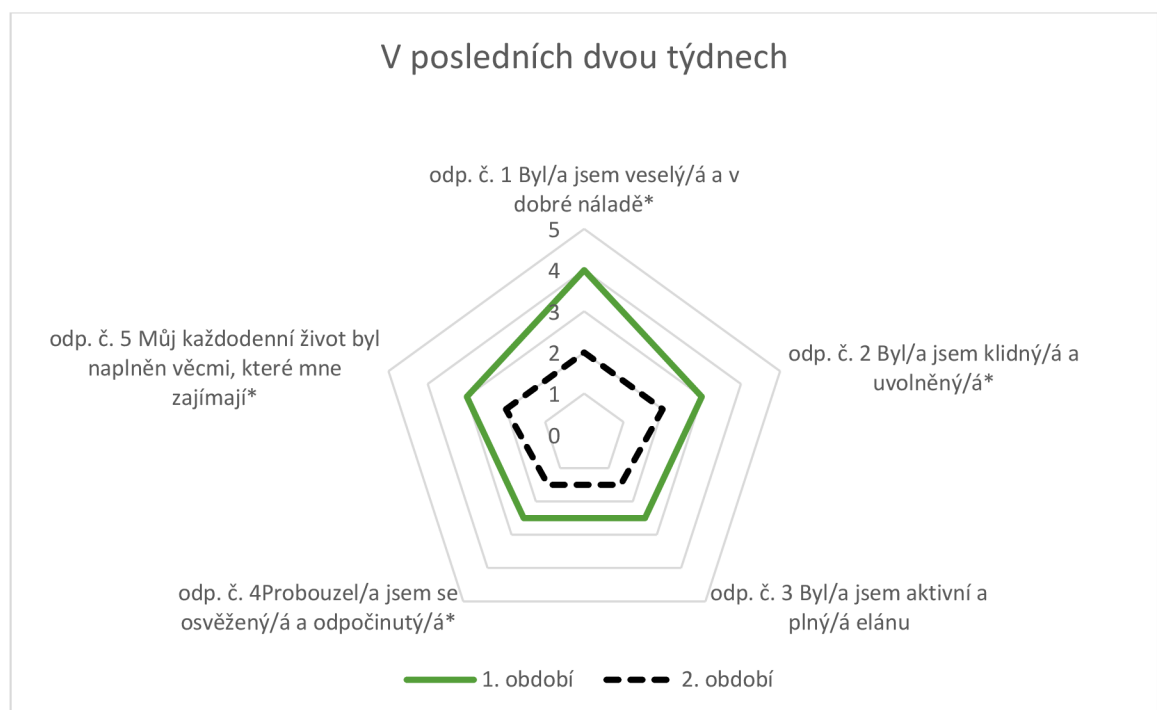 V posledních dvou týdnech
odp. č. 1 Byl/a jsem veselý/á a v
dobré náladě*
5
4
3
2
1
0
odp. č. 2 Byl/a jsem klidný/á a
uvolněný/á*
odp. č. 3 Byl/a jsem aktivní a
plný/á elánu
odp. č. 4Probouzel/a jsem se
osvěžený/á a odpočinutý/á*
odp. č. 5 Můj každodenní život byl
naplněn věcmi, které mne
zajímají*
1. období
2. období